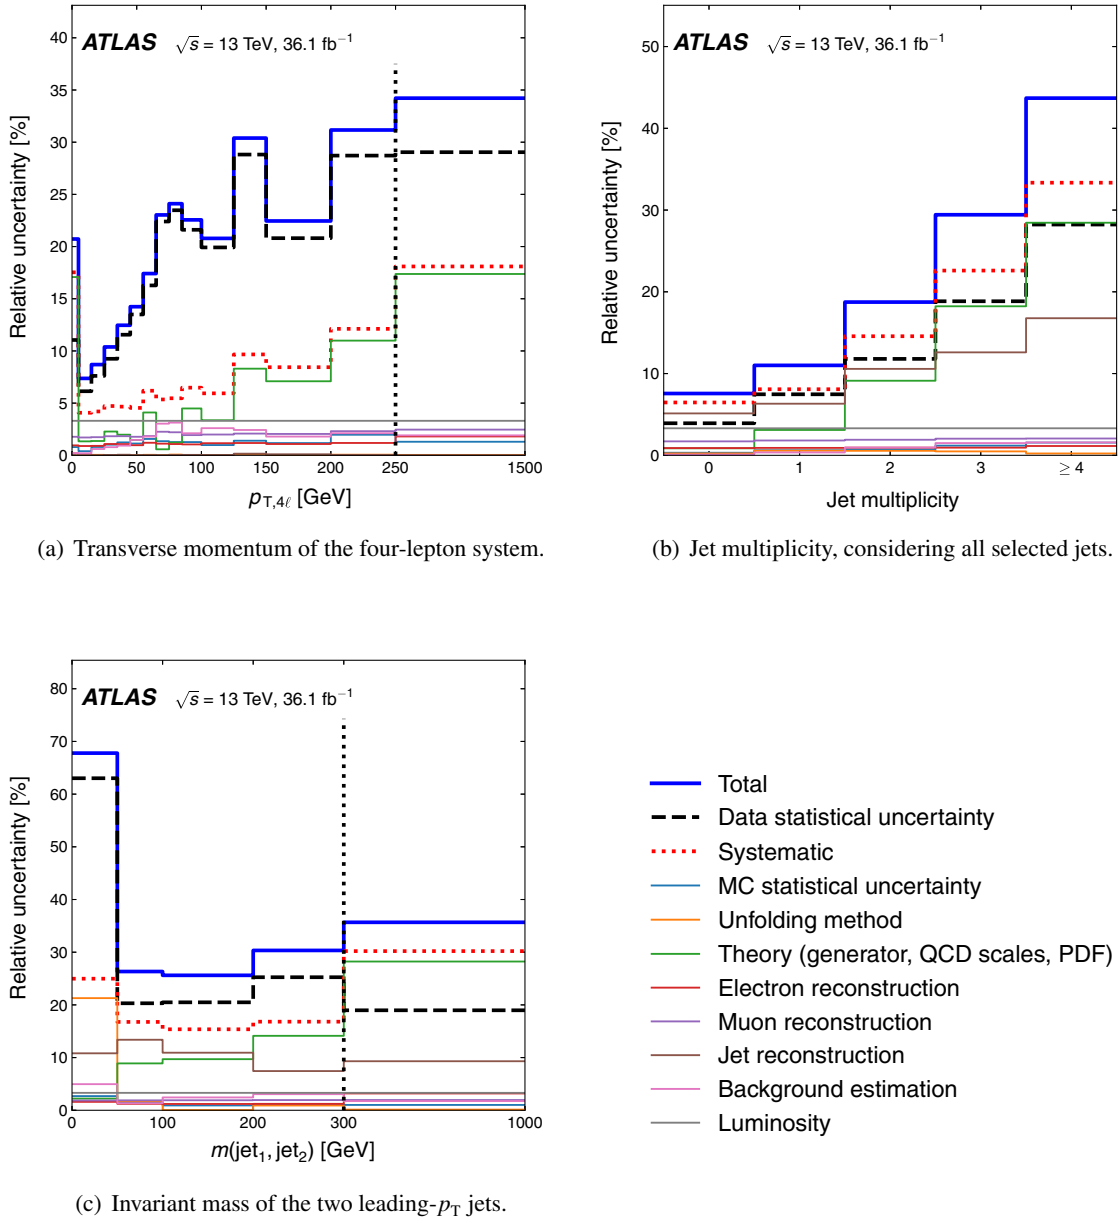 ATLAS √s = 13 TeV, 36.1 fb⁻¹
Relative uncertainty [%]
40
35
30
25
20
15
10
5
0
0 50 100 150 200 250 1500
p_T,4ℓ [GeV]
(a) Transverse momentum of the four-lepton system.
ATLAS √s = 13 TeV, 36.1 fb⁻¹
Relative uncertainty [%]
50
40
30
20
10
0
0 1 2 3 ≥ 4
Jet multiplicity
(b) Jet multiplicity, considering all selected jets.
ATLAS √s = 13 TeV, 36.1 fb⁻¹
Relative uncertainty [%]
80
70
60
50
40
30
20
10
0
0 100 200 300 1000
m(jet₁, jet₂) [GeV]
(c) Invariant mass of the two leading-p_T jets.
Total
Data statistical uncertainty
Systematic
MC statistical uncertainty
Unfolding method
Theory (generator, QCD scales, PDF)
Electron reconstruction
Muon reconstruction
Jet reconstruction
Background estimation
Luminosity